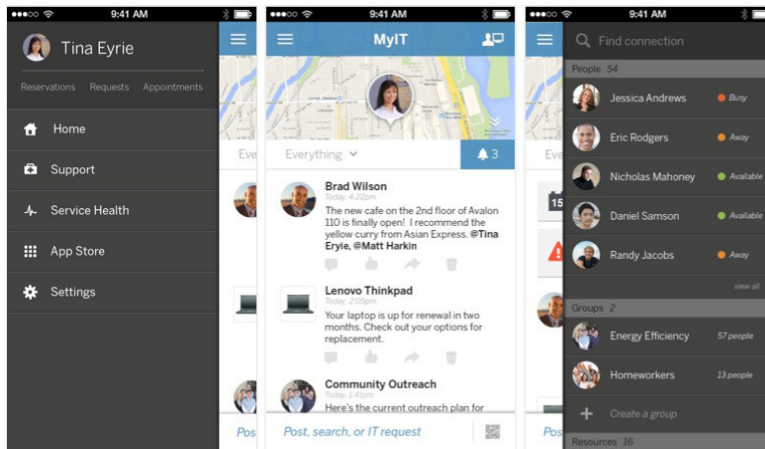 9:41 AM
Tina Eyrie
Reservations Requests Appointments
Home
Support
Service Health
App Store
Settings
Eve
Pos
9:41 AM
MyIT
Everything
3
Brad Wilson
Today, 4:22pm
The new cafe on the 2nd floor of Avalon
110 is finally open! I recommend the
yellow curry from Asian Express. @Tina
Eryie, @Matt Harkin
Lenovo Thinkpad
Today, 2:05pm
Your laptop is up for renewal in two
months. Check out your options for
replacement.
Community Outreach
Today, 1:41pm
Here's the current outreach plan for
Post, search, or IT request
9:41 AM
Eve
15
Pos
Find connection
People 54
Jessica Andrews Busy
Eric Rodgers Away
Nicholas Mahoney Available
Daniel Samson Available
Randy Jacobs Away
view all
Groups 2
Energy Efficiency 57 people
Homeworkers 13 people
Create a group
Resources 16